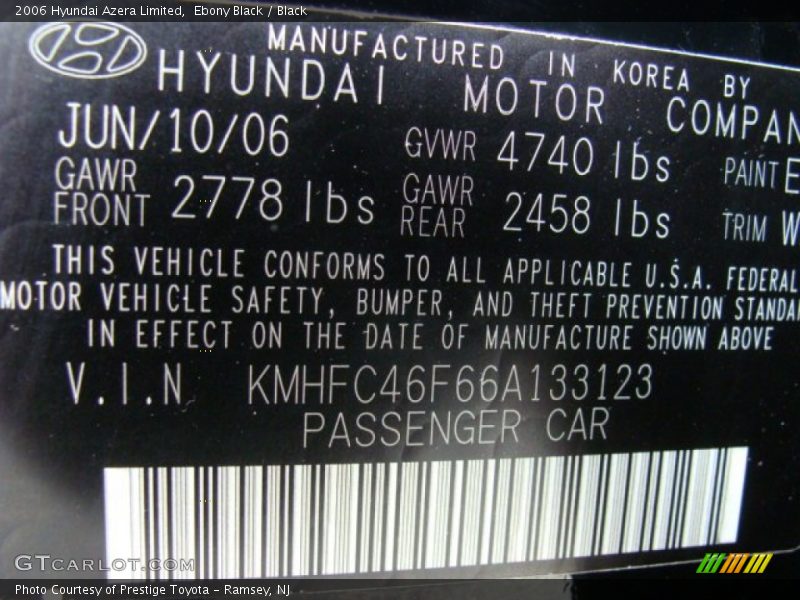 2006 Hyundai Azera Limited, Ebony Black / Black
MANUFACTURED IN KOREA BY
HYUNDAI MOTOR COMPAN
JUN/10/06 GVWR 4740 lbs PAINT E
GAWR FRONT 2778 lbs GAWR REAR 2458 lbs TRIM W
THIS VEHICLE CONFORMS TO ALL APPLICABLE U.S.A. FEDERAL
MOTOR VEHICLE SAFETY, BUMPER, AND THEFT PREVENTION STANDA
IN EFFECT ON THE DATE OF MANUFACTURE SHOWN ABOVE
V.I.N KMHFC46F66A133123
PASSENGER CAR
GTCARLOT.COM
Photo Courtesy of Prestige Toyota - Ramsey, NJ